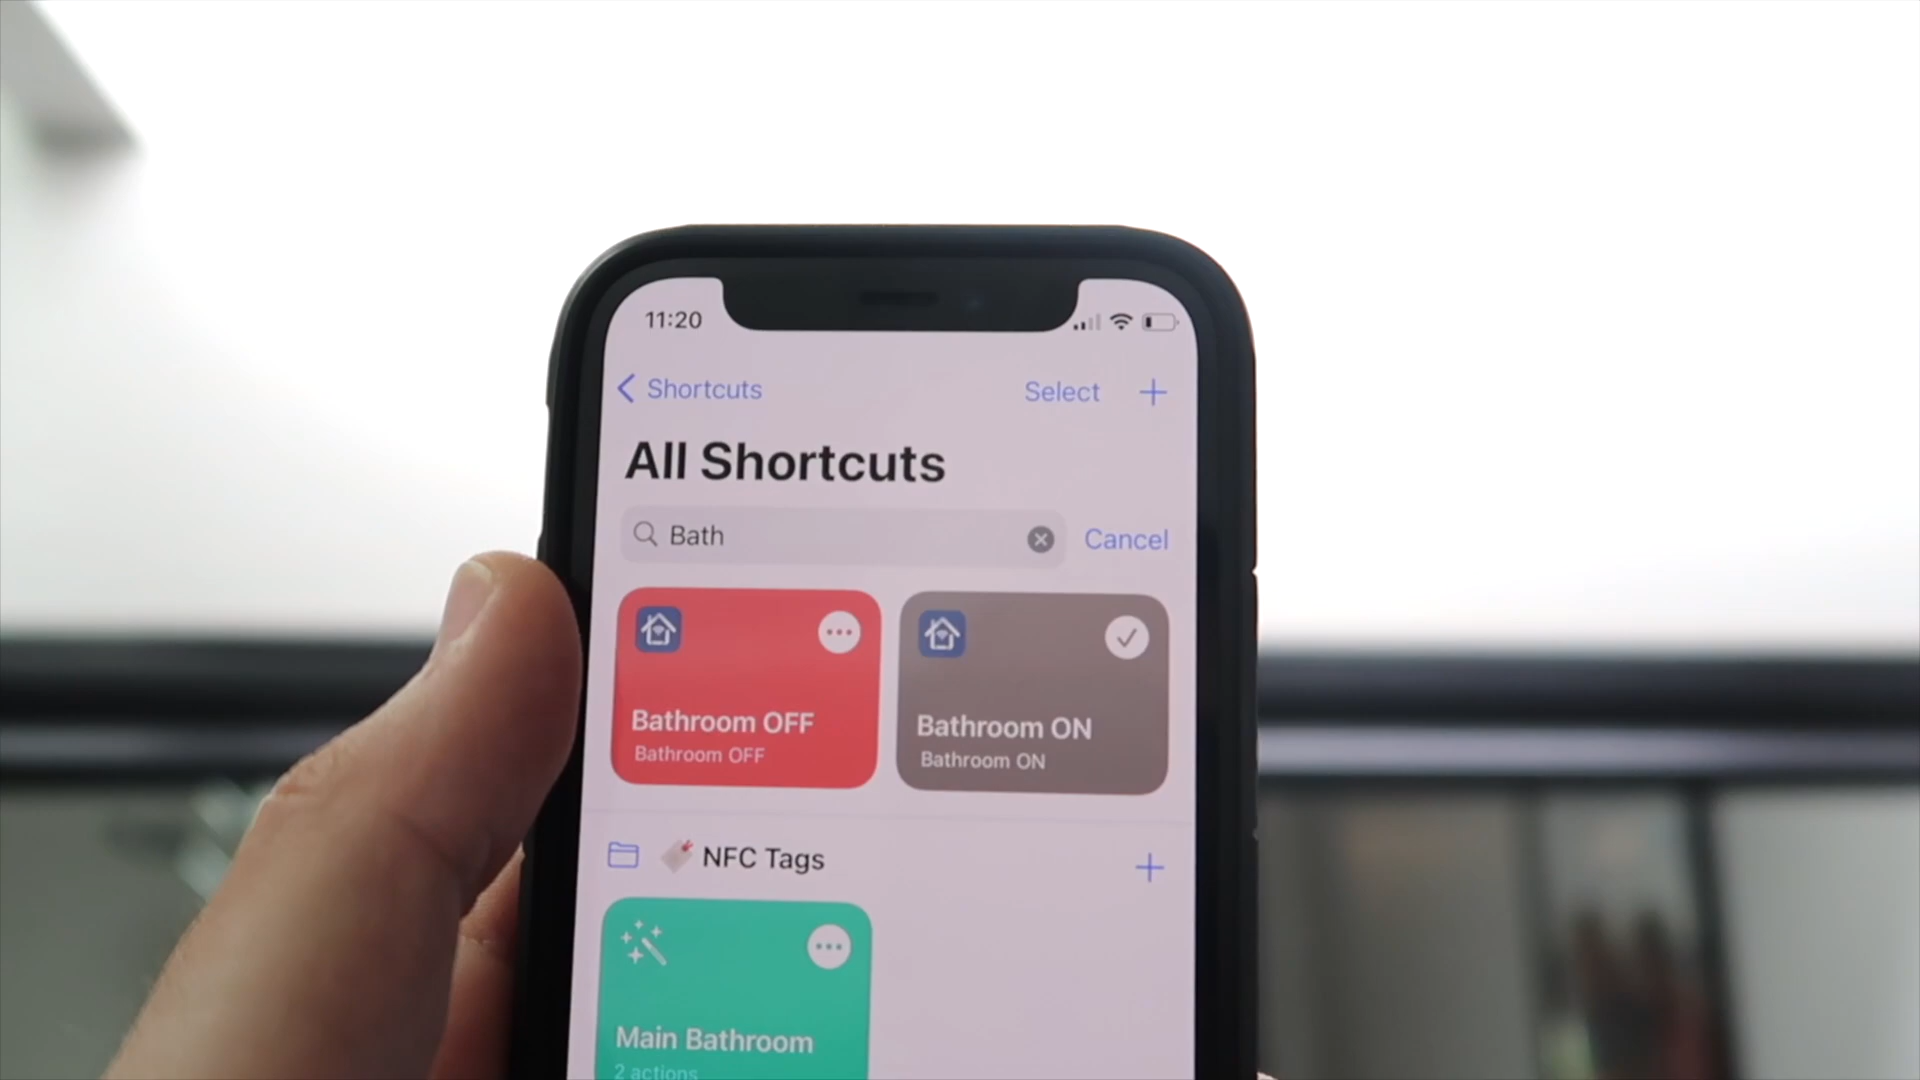 11:20
Shortcuts
Select
All Shortcuts
Bath
Cancel
Bathroom OFF
Bathroom OFF
Bathroom ON
Bathroom ON
NFC Tags
Main Bathroom
2 actions